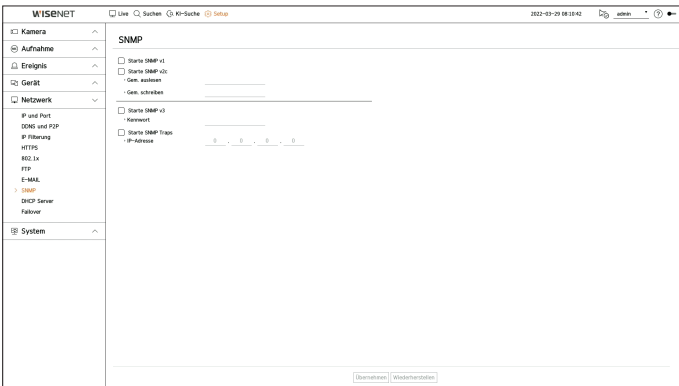 WISENET
Live Suchen KI-Suche Setup
2022-03-29 08:10:42 admin ?
Kamera
Aufnahme
Ereignis
Gerät
Netzwerk
IP und Port
DDNS und P2P
IP Filterung
HTTPS
802.1x
FTP
E-MAIL
> SNMP
DHCP Server
Failover
System
SNMP
Starte SNMP v1
Starte SNMP v2c
· Gem. auslesen
· Gem. schreiben
Starte SNMP v3
· Kennwort
Starte SNMP Traps
· IP-Adresse 0 . 0 . 0 . 0
Übernehmen Wiederherstellen